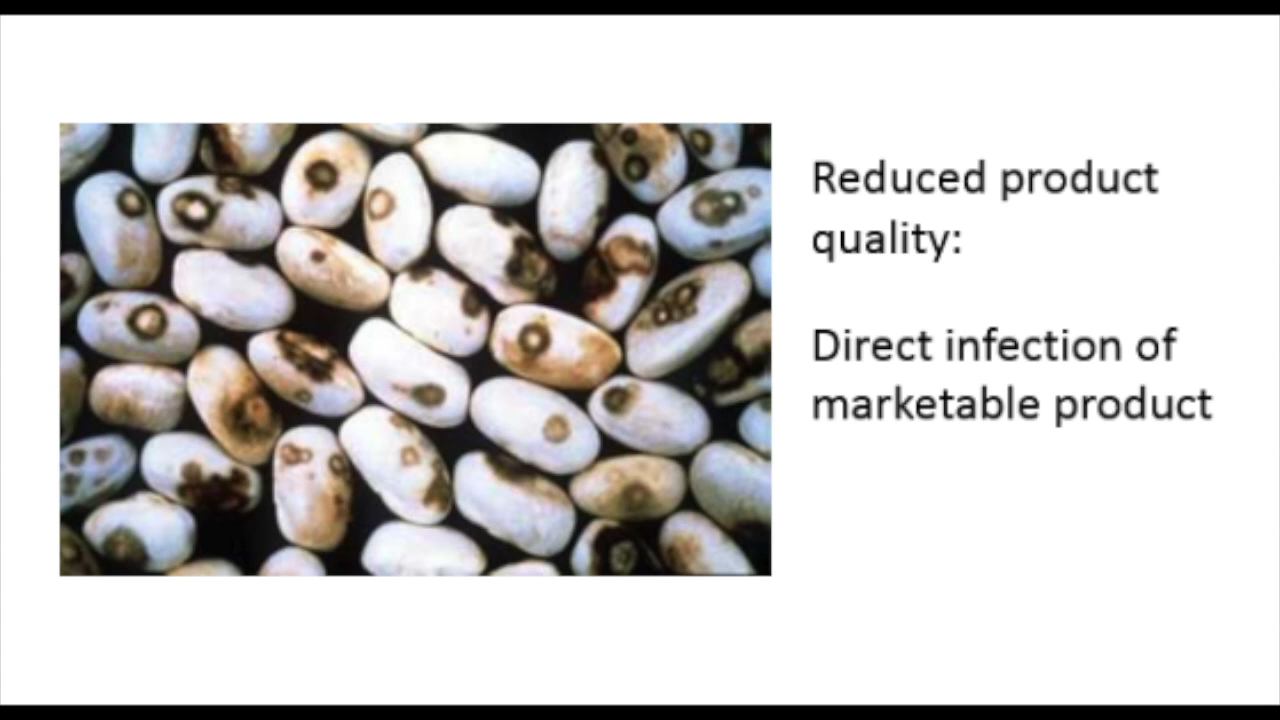 Reduced product
quality:
Direct infection of
marketable product